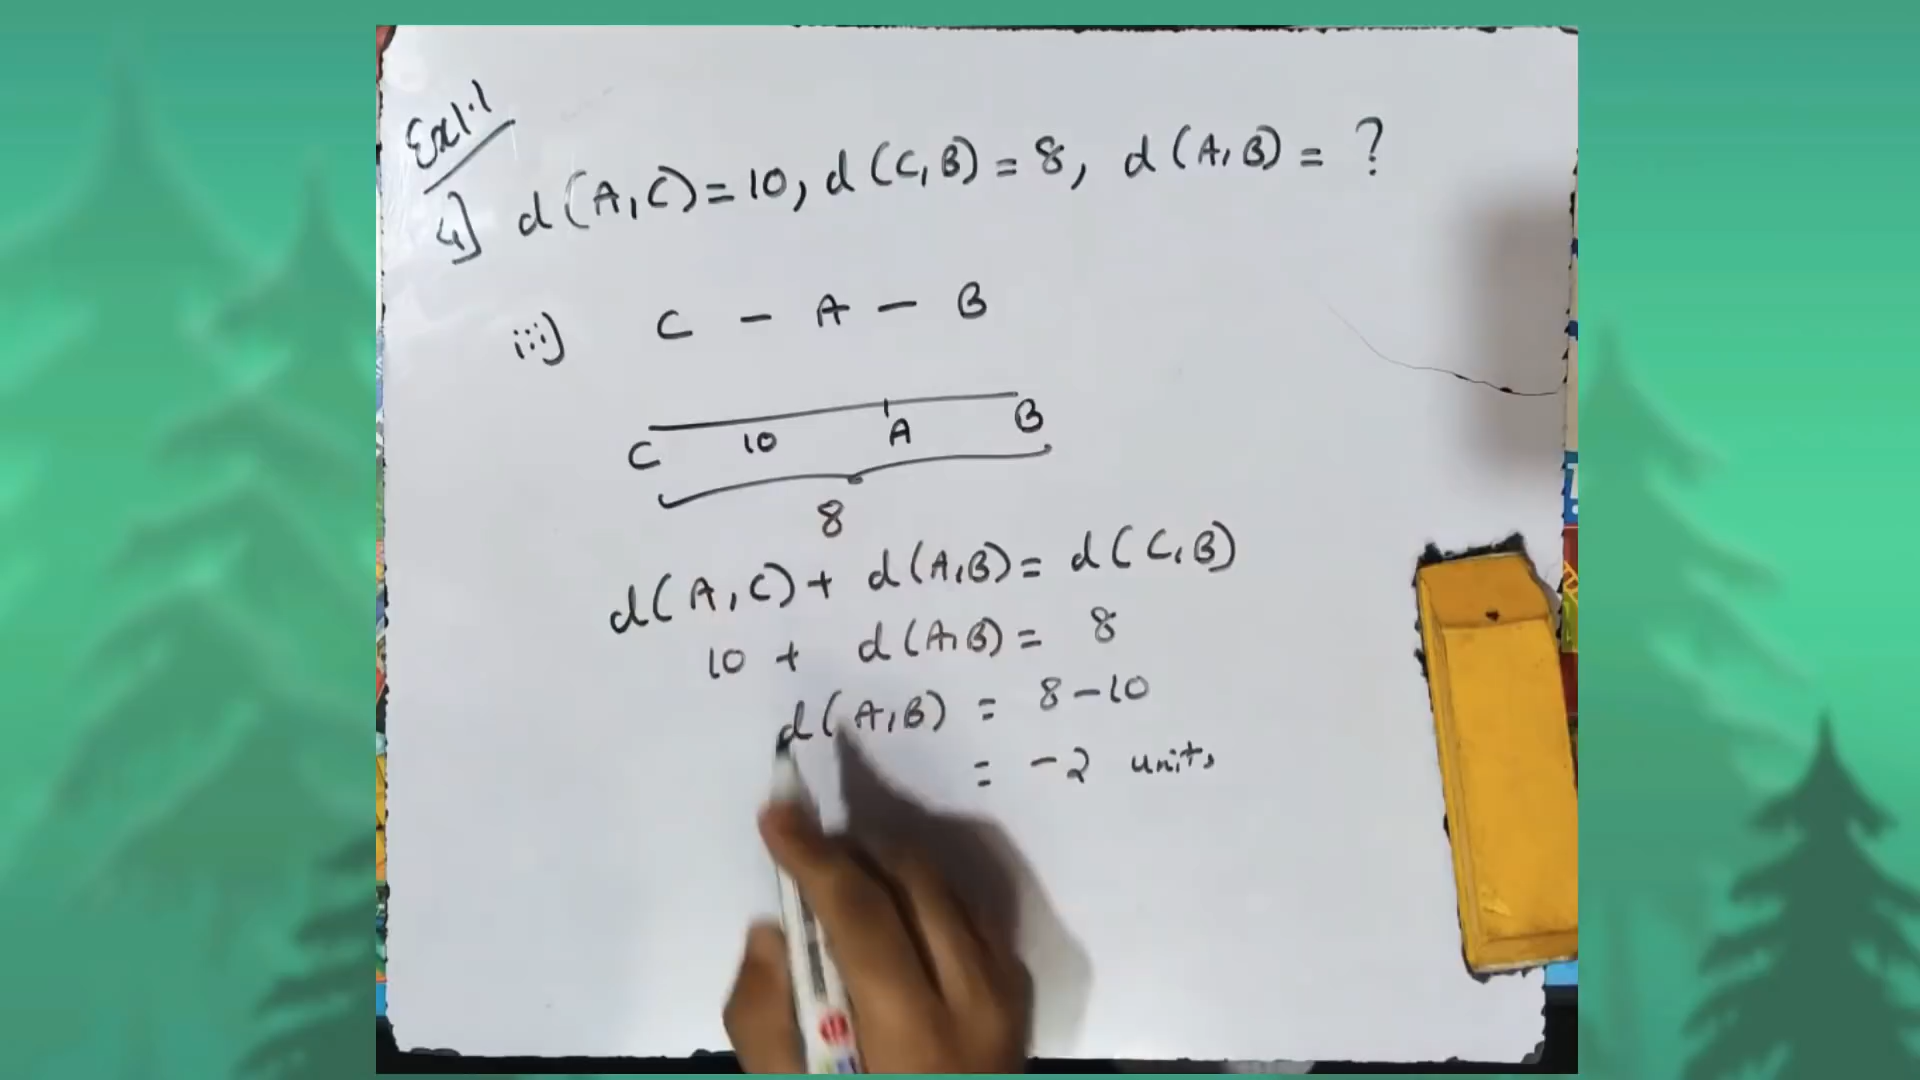 Ex1.1
4] d(A,C)=10, d(C,B)=8, d(A,B)=?
iii) C - A - B
C 10 A B
8
d(A,C)+ d(A,B)= d(C,B)
10 + d(A,B)= 8
d(A,B) = 8-10
= -2 units